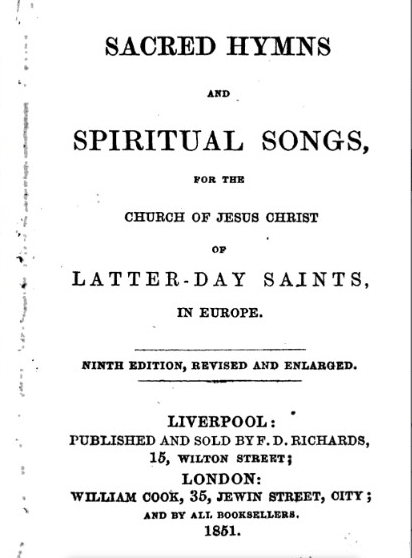 SACRED HYMNS
AND
SPIRITUAL SONGS,
FOR THE
CHURCH OF JESUS CHRIST
OF
LATTER-DAY SAINTS,
IN EUROPE.
NINTH EDITION, REVISED AND ENLARGED.
LIVERPOOL:
PUBLISHED AND SOLD BY F. D. RICHARDS,
15, WILTON STREET;
LONDON:
WILLIAM COOK, 35, JEWIN STREET, CITY;
AND BY ALL BOOKSELLERS.
1851.